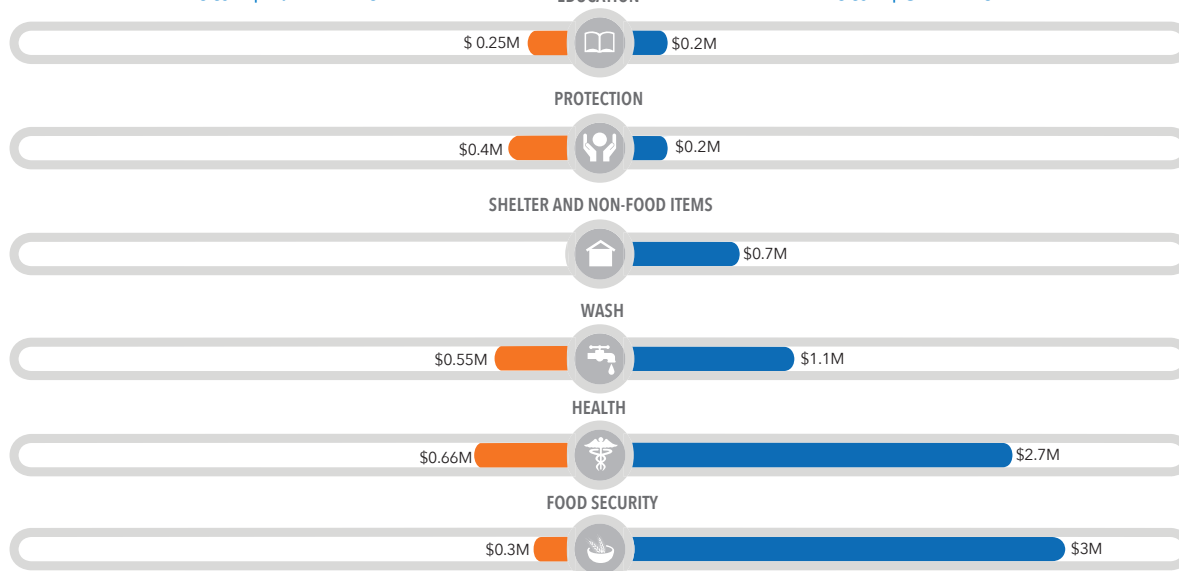 EDUCATION
$ 0.25M
$0.2M
PROTECTION
$0.4M
$0.2M
SHELTER AND NON-FOOD ITEMS
$0.7M
WASH
$0.55M
$1.1M
HEALTH
$0.66M
$2.7M
FOOD SECURITY
$0.3M
$3M